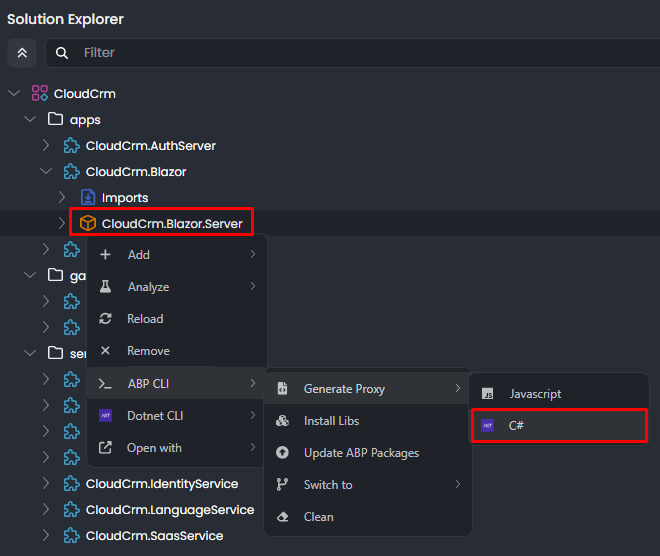 Solution Explorer
Filter
CloudCrm
apps
CloudCrm.AuthServer
CloudCrm.Blazor
Imports
CloudCrm.Blazor.Server
Add
ga
Analyze
Reload
Remove
se
ABP CLI
Generate Proxy
Javascript
Dotnet CLI
Install Libs
C#
Open with
Update ABP Packages
CloudCrm.IdentityService
Switch to
CloudCrm.LanguageService
Clean
CloudCrm.SaasService